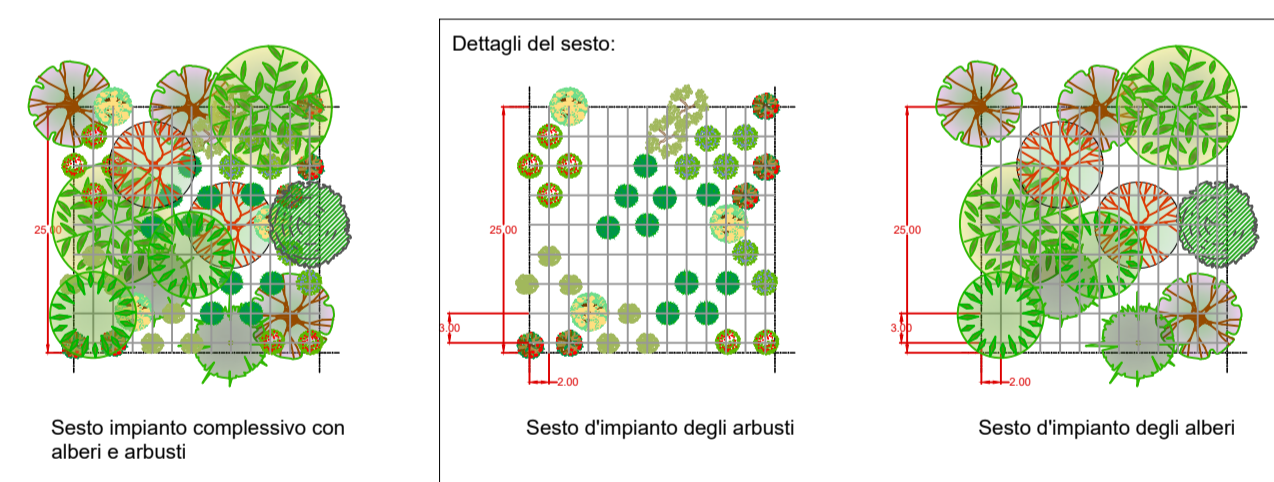 Dettagli del sesto:
25,00
25,00
3.00
2.00
25,00
3.00
2.00
Sesto impianto complessivo con
alberi e arbusti
Sesto d'impianto degli arbusti
Sesto d'impianto degli alberi